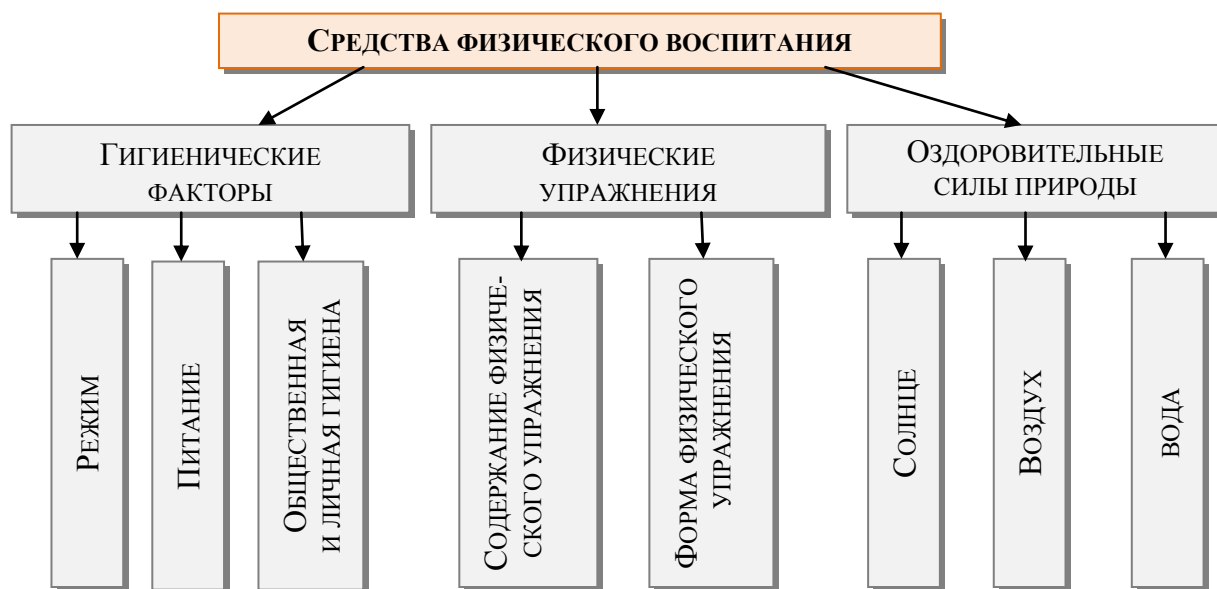 СРЕДСТВА ФИЗИЧЕСКОГО ВОСПИТАНИЯ
ГИГИЕНИЧЕСКИЕ
ФАКТОРЫ
ФИЗИЧЕСКИЕ
УПРАЖНЕНИЯ
ОЗДОРОВИТЕЛЬНЫЕ
СИЛЫ ПРИРОДЫ
РЕЖИМ
ПИТАНИЕ
ОБЩЕСТВЕННАЯ
И ЛИЧНАЯ ГИГИЕНА
СОДЕРЖАНИЕ ФИЗИЧЕ-
СКОГО УПРАЖНЕНИЯ
ФОРМА ФИЗИЧЕСКОГО
УПРАЖНЕНИЯ
СОЛНЦЕ
ВОЗДУХ
ВОДА